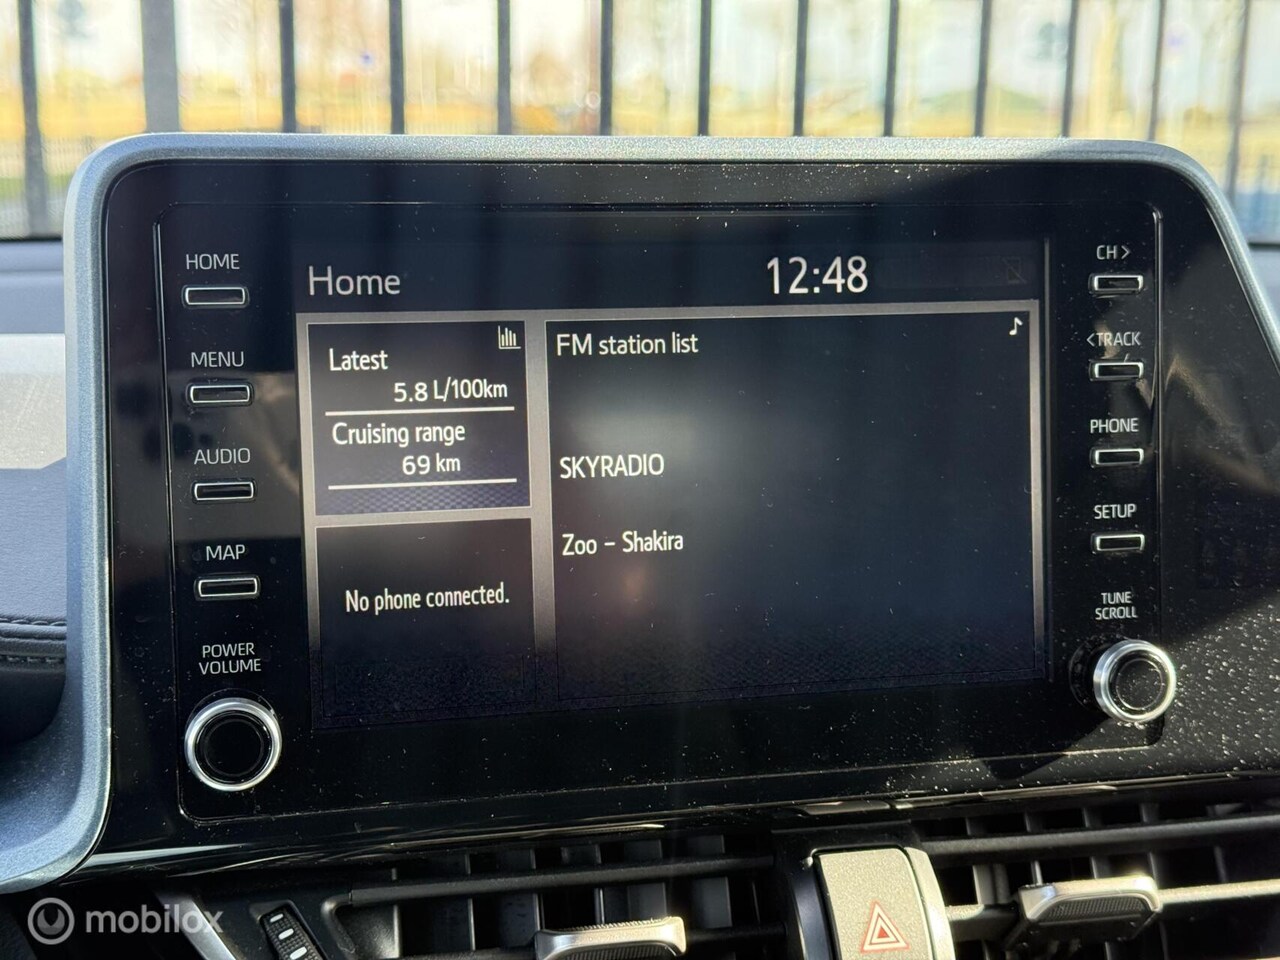 HOME
MENU
AUDIO
MAP
POWER
VOLUME
Home
12:48
Latest
5.8 L/100km
Cruising range
69 km
No phone connected.
FM station list
SKYRADIO
Zoo - Shakira
CH >
< TRACK
PHONE
SETUP
TUNE
SCROLL
mobilox